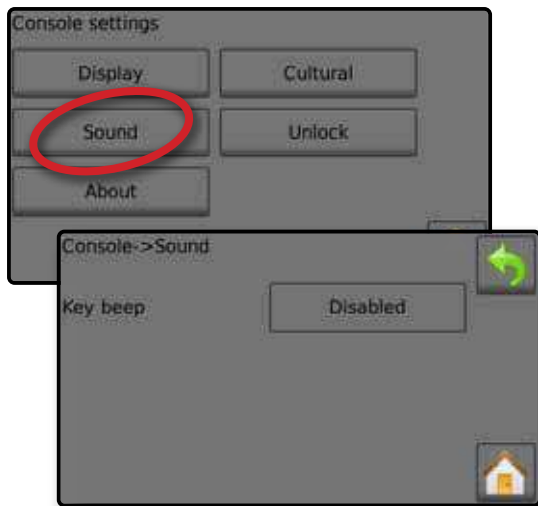 Console settings
Display
Cultural
Sound
Unlock
About
Console->Sound
Key beep
Disabled